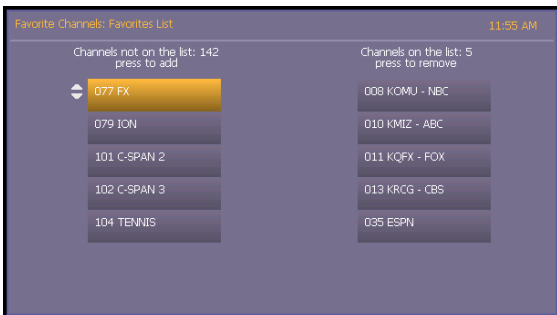 Favorite Channels: Favorites List
11:55 AM
Channels not on the list: 142
press to add
077 FX
079 ION
101 C-SPAN 2
102 C-SPAN 3
104 TENNIS
Channels on the list: 5
press to remove
008 KOMU - NBC
010 KMIZ - ABC
011 KQFX - FOX
013 KRCG - CBS
035 ESPN